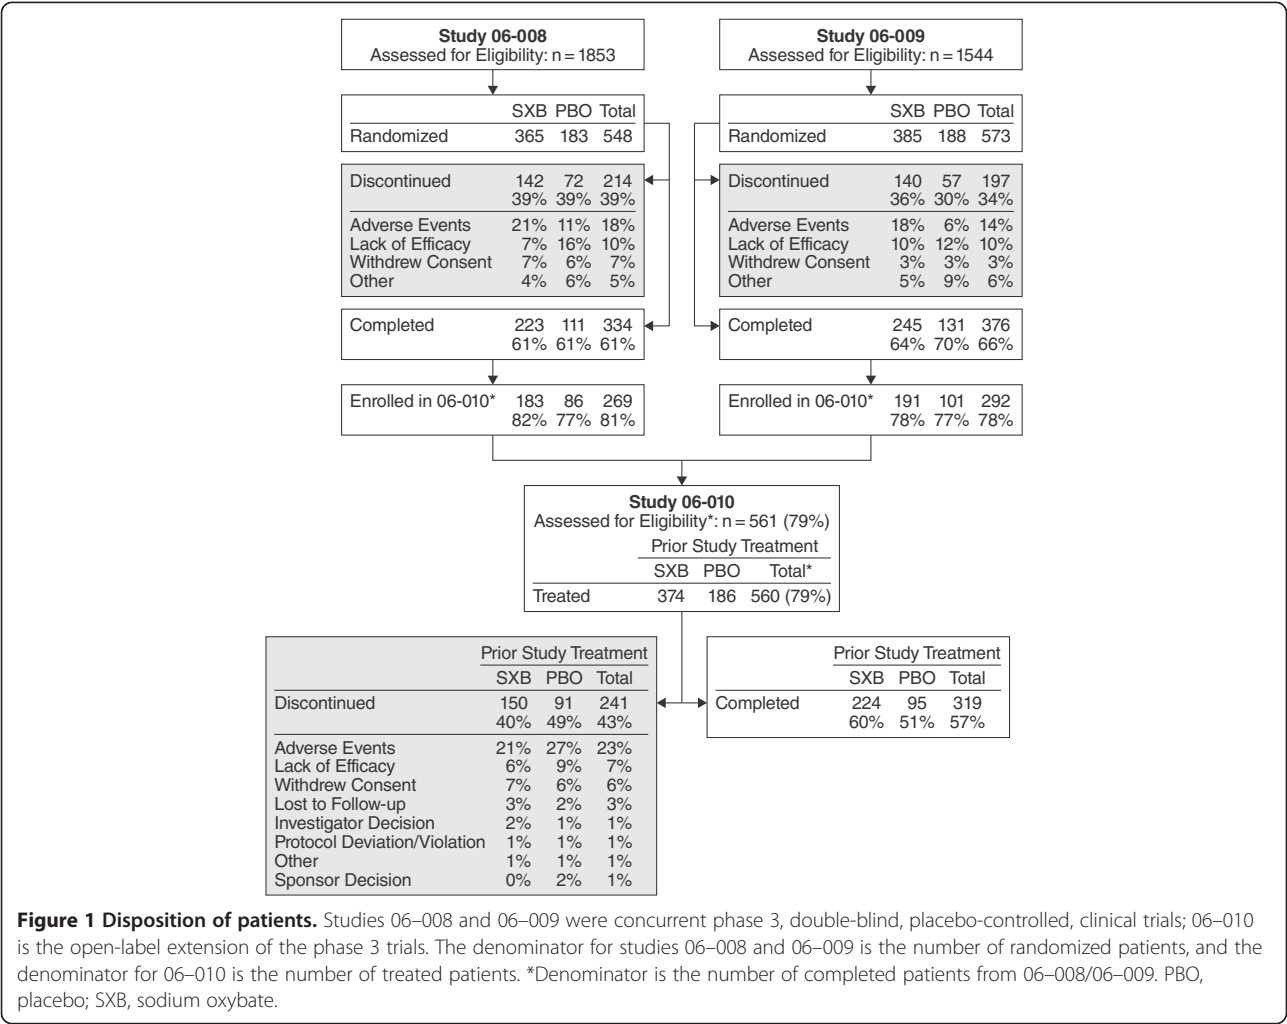 Study 06-008
Assessed for Eligibility: n = 1853
SXB PBO Total
Randomized 365 183 548
Discontinued 142 72 214
39% 39% 39%
Adverse Events 21% 11% 18%
Lack of Efficacy 7% 16% 10%
Withdrew Consent 7% 6% 7%
Other 4% 6% 5%
Completed 223 111 334
61% 61% 61%
Enrolled in 06-010* 183 86 269
82% 77% 81%
Study 06-009
Assessed for Eligibility: n = 1544
SXB PBO Total
Randomized 385 188 573
Discontinued 140 57 197
36% 30% 34%
Adverse Events 18% 6% 14%
Lack of Efficacy 10% 12% 10%
Withdrew Consent 3% 3% 3%
Other 5% 9% 6%
Completed 245 131 376
64% 70% 66%
Enrolled in 06-010* 191 101 292
78% 77% 78%
Study 06-010
Assessed for Eligibility*: n = 561 (79%)
Prior Study Treatment
SXB PBO Total*
Treated 374 186 560 (79%)
Prior Study Treatment
SXB PBO Total
Discontinued 150 91 241
40% 49% 43%
Adverse Events 21% 27% 23%
Lack of Efficacy 6% 9% 7%
Withdrew Consent 7% 6% 6%
Lost to Follow-up 3% 2% 3%
Investigator Decision 2% 1% 1%
Protocol Deviation/Violation 1% 1% 1%
Other 1% 1% 1%
Sponsor Decision 0% 2% 1%
Prior Study Treatment
SXB PBO Total
Completed 224 95 319
60% 51% 57%
Figure 1 Disposition of patients. Studies 06–008 and 06–009 were concurrent phase 3, double-blind, placebo-controlled, clinical trials; 06–010
is the open-label extension of the phase 3 trials. The denominator for studies 06–008 and 06–009 is the number of randomized patients, and the
denominator for 06–010 is the number of treated patients. *Denominator is the number of completed patients from 06–008/06–009. PBO,
placebo; SXB, sodium oxybate.